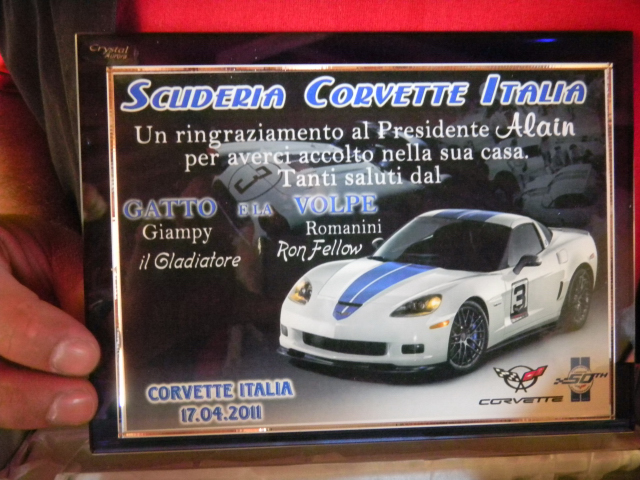 Crystal
SCUDERIA CORVETTE ITALIA
Un ringraziamento al Presidente Alain
per averci accolto nella sua casa.
Tanti saluti dal
GATTO E LA VOLPE
Giampy Romanini
il Gladiatore Ron Fellow
3
3
CORVETTE
50TH
CORVETTE ITALIA
17.04.2011